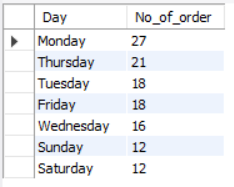 Day No_of_order
Monday 27
Thursday 21
Tuesday 18
Friday 18
Wednesday 16
Sunday 12
Saturday 12